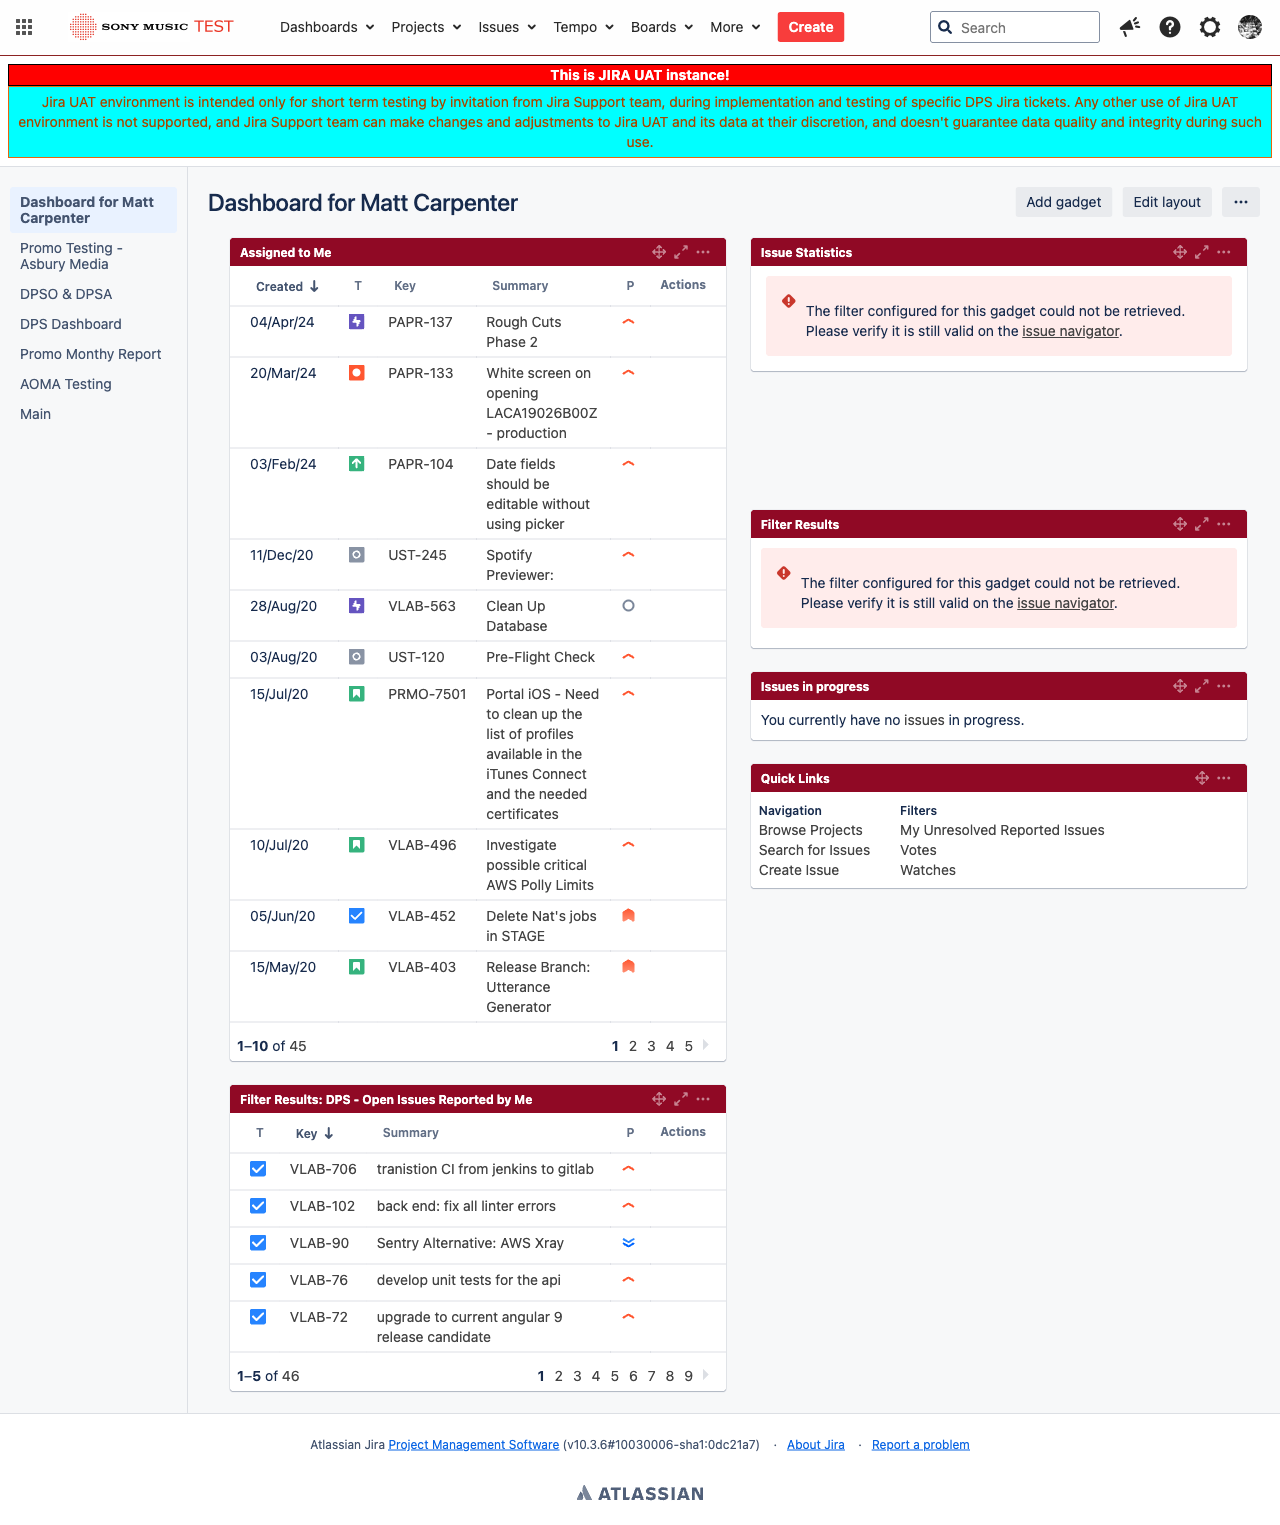 SONY MUSIC TEST
Dashboards Projects Issues Tempo Boards More Create Search
This is JIRA UAT instance!
Jira UAT environment is intended only for short term testing by invitation from Jira Support team, during implementation and testing of specific DPS Jira tickets. Any other use of Jira UAT
environment is not supported, and Jira Support team can make changes and adjustments to Jira UAT and its data at their discretion, and doesn't guarantee data quality and integrity during such
use.
Dashboard for Matt
Carpenter
Promo Testing -
Asbury Media
DPSO & DPSA
DPS Dashboard
Promo Monthy Report
AOMA Testing
Main
Dashboard for Matt Carpenter
Add gadget Edit layout
Assigned to Me
Created T Key Summary P Actions
04/Apr/24 PAPR-137 Rough Cuts
Phase 2
20/Mar/24 PAPR-133 White screen on
opening
LACA19026B00Z
- production
03/Feb/24 PAPR-104 Date fields
should be
editable without
using picker
11/Dec/20 UST-245 Spotify
Previewer:
28/Aug/20 VLAB-563 Clean Up
Database
03/Aug/20 UST-120 Pre-Flight Check
15/Jul/20 PRMO-7501 Portal iOS - Need
to clean up the
list of profiles
available in the
iTunes Connect
and the needed
certificates
10/Jul/20 VLAB-496 Investigate
possible critical
AWS Polly Limits
05/Jun/20 VLAB-452 Delete Nat's jobs
in STAGE
15/May/20 VLAB-403 Release Branch:
Utterance
Generator
1–10 of 45 1 2 3 4 5
Filter Results: DPS - Open Issues Reported by Me
T Key Summary P Actions
VLAB-706 tranistion CI from jenkins to gitlab
VLAB-102 back end: fix all linter errors
VLAB-90 Sentry Alternative: AWS Xray
VLAB-76 develop unit tests for the api
VLAB-72 upgrade to current angular 9
release candidate
1–5 of 46 1 2 3 4 5 6 7 8 9
Issue Statistics
The filter configured for this gadget could not be retrieved.
Please verify it is still valid on the issue navigator.
Filter Results
The filter configured for this gadget could not be retrieved.
Please verify it is still valid on the issue navigator.
Issues in progress
You currently have no issues in progress.
Quick Links
Navigation Filters
Browse Projects My Unresolved Reported Issues
Search for Issues Votes
Create Issue Watches
Atlassian Jira Project Management Software (v10.3.6#10030006-sha1:0dc21a7) · About Jira · Report a problem
ATLASSIAN